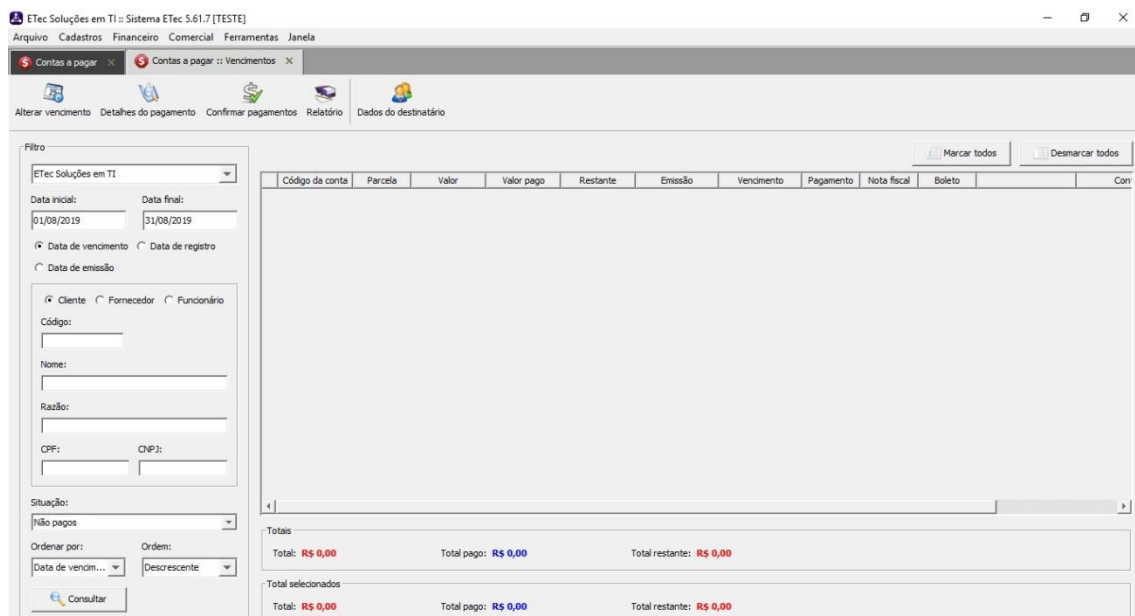 ETec Soluções em TI :: Sistema ETec 5.61.7 [TESTE]
Arquivo Cadastros Financeiro Comercial Ferramentas Janela
Contas a pagar Contas a pagar :: Vencimentos
Alterar vencimento Detalhes do pagamento Confirmar pagamentos Relatório Dados do destinatário
Filtro
Marcar todos Desmarcar todos
ETec Soluções em TI
Código da conta Parcela Valor Valor pago Restante Emissão Vencimento Pagamento Nota fiscal Boleto
Data inicial: Data final:
01/08/2019 31/08/2019
Data de vencimento Data de registro
Data de emissão
Cliente Fornecedor Funcionário
Código:
Nome:
Razão:
CPF: CNPJ:
Situação:
Não pagos
Ordenar por: Ordem:
Data de vencim... Descrescente
Consultar
Totais
Total: R$ 0,00 Total pago: R$ 0,00 Total restante: R$ 0,00
Total selecionados
Total: R$ 0,00 Total pago: R$ 0,00 Total restante: R$ 0,00